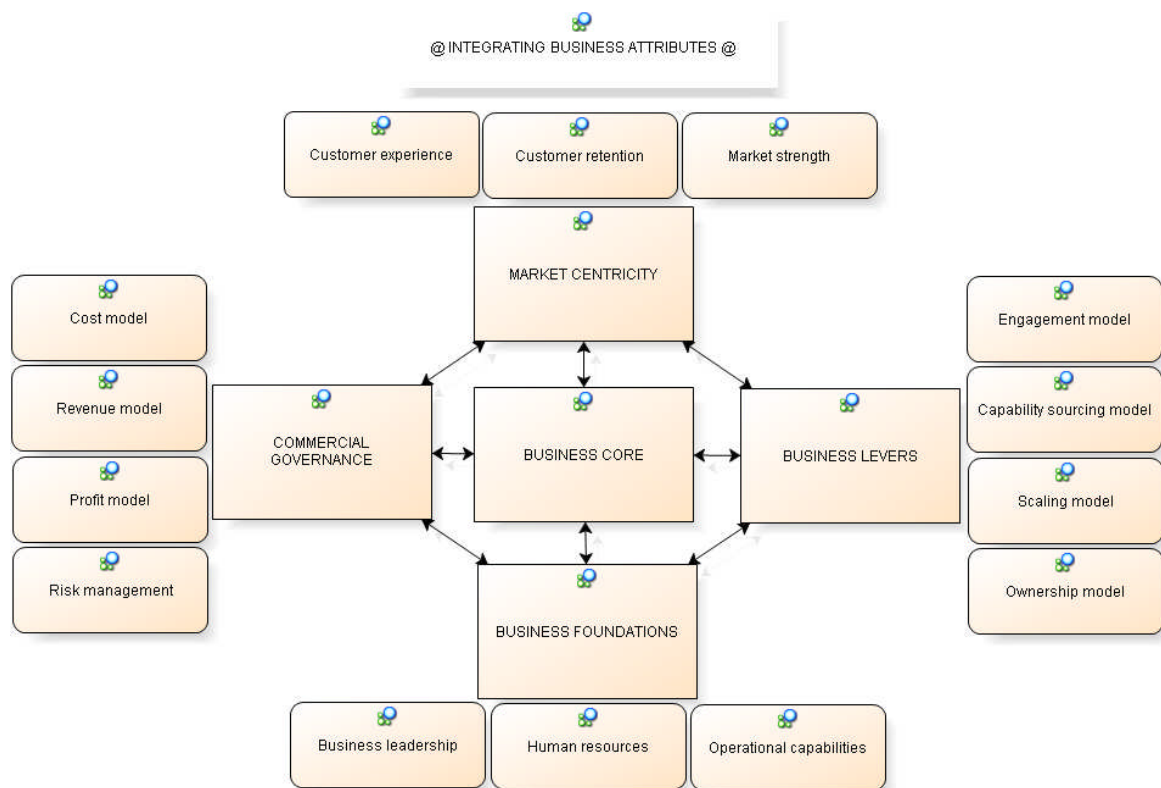 @ INTEGRATING BUSINESS ATTRIBUTES @
Customer experience
Customer retention
Market strength
MARKET CENTRICITY
Cost model
Revenue model
Profit model
Risk management
COMMERCIAL
GOVERNANCE
BUSINESS CORE
BUSINESS LEVERS
Engagement model
Capability sourcing model
Scaling model
Ownership model
BUSINESS FOUNDATIONS
Business leadership
Human resources
Operational capabilities